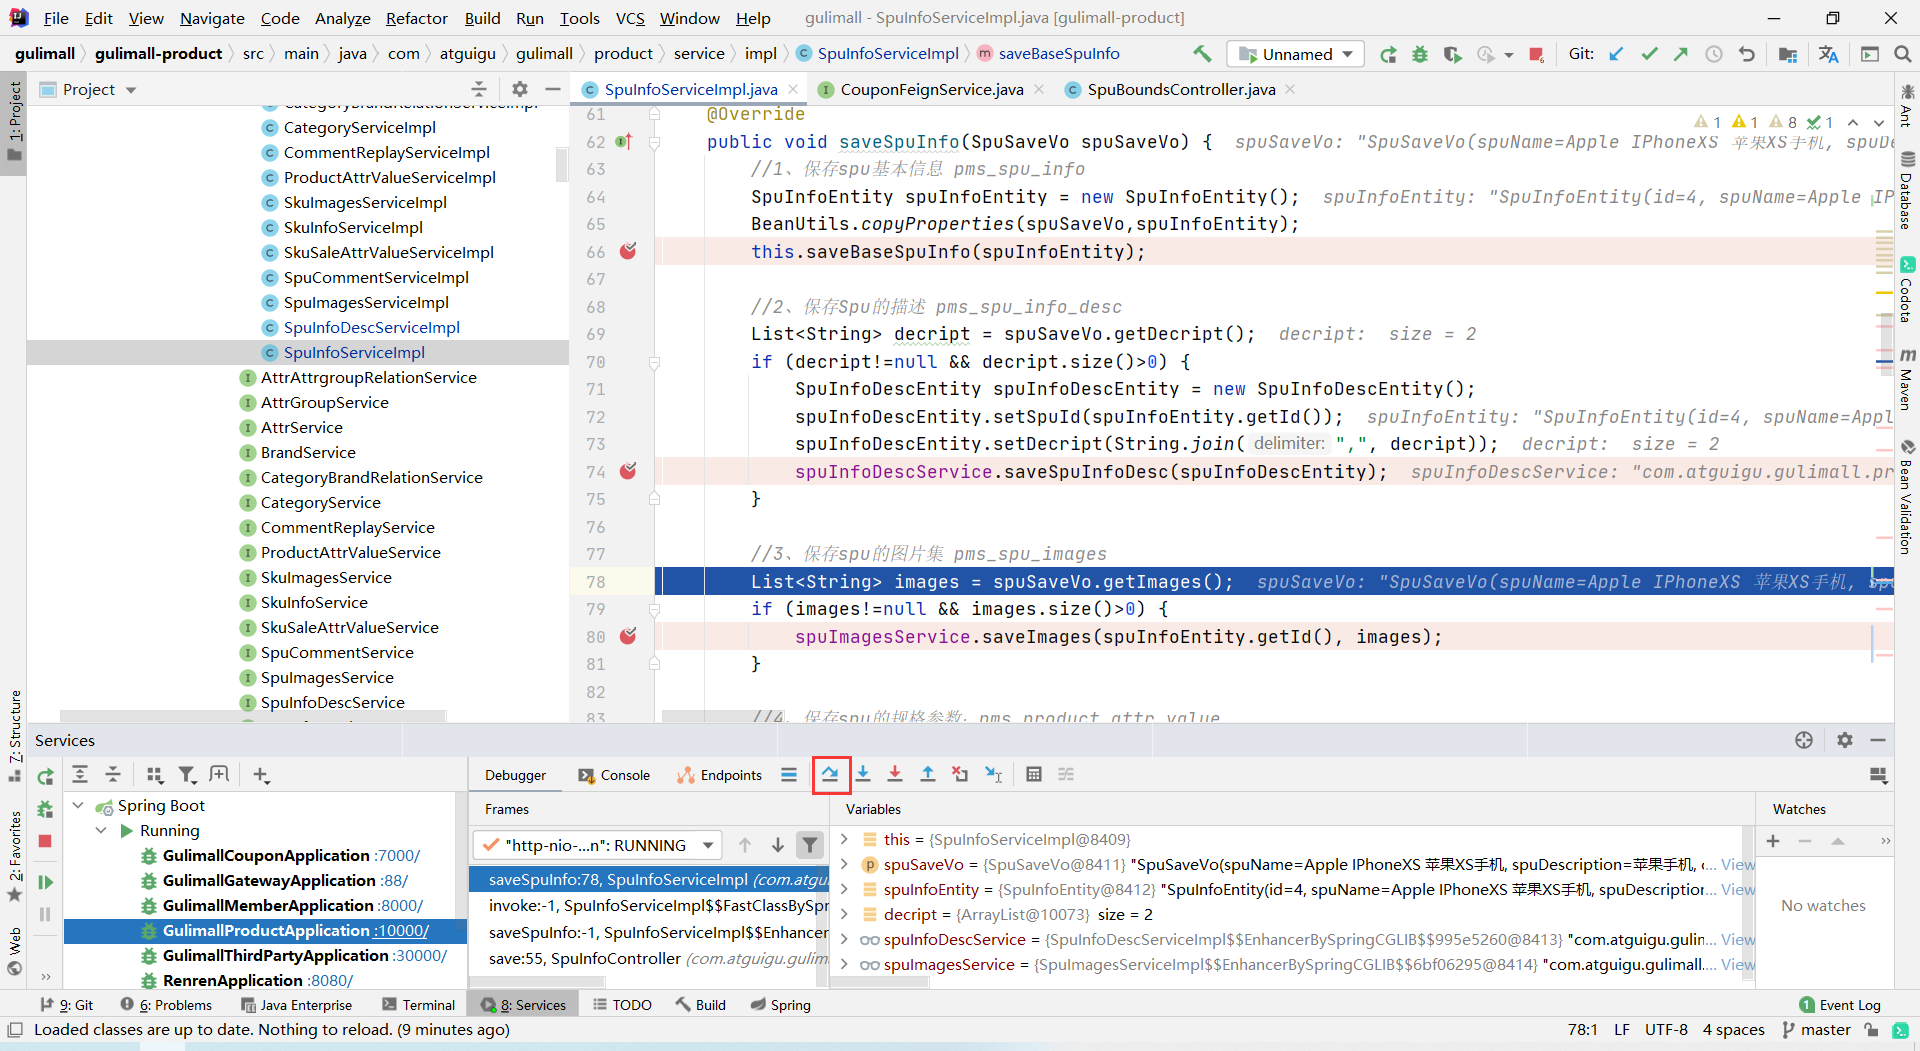 File Edit View Navigate Code Analyze Refactor Build Run Tools VCS Window Help gulimall - SpuInfoServiceImpl.java [gulimall-product]
gulimall gulimall-product src main java com atguigu gulimall product service impl SpuInfoServiceImpl saveBaseSpuInfo Unnamed Git:
Project
SpuInfoServiceImpl.java CouponFeignService.java SpuBoundsController.java
1: Project
7: Structure
2: Favorites
Web
CategoryBrandRelationServiceImpl
CategoryServiceImpl
CommentReplayServiceImpl
ProductAttrValueServiceImpl
SkuImagesServiceImpl
SkuInfoServiceImpl
SkuSaleAttrValueServiceImpl
SpuCommentServiceImpl
SpuImagesServiceImpl
SpuInfoDescServiceImpl
SpuInfoServiceImpl
AttrAttrgroupRelationService
AttrGroupService
AttrService
BrandService
CategoryBrandRelationService
CategoryService
CommentReplayService
ProductAttrValueService
SkuImagesService
SkuInfoService
SkuSaleAttrValueService
SpuCommentService
SpuImagesService
SpuInfoDescService
1 1 8 1
61 @Override
62 public void saveSpuInfo(SpuSaveVo spuSaveVo) { spuSaveVo: "SpuSaveVo(spuName=Apple IPhoneXS 苹果XS手机, spuDe
63 //1、保存spu基本信息 pms_spu_info
64 SpuInfoEntity spuInfoEntity = new SpuInfoEntity(); spuInfoEntity: "SpuInfoEntity(id=4, spuName=Apple IP
65 BeanUtils.copyProperties(spuSaveVo,spuInfoEntity);
66 this.saveBaseSpuInfo(spuInfoEntity);
67
68 //2、保存Spu的描述 pms_spu_info_desc
69 List<String> decript = spuSaveVo.getDecript(); decript: size = 2
70 if (decript!=null && decript.size()>0) {
71 SpuInfoDescEntity spuInfoDescEntity = new SpuInfoDescEntity();
72 spuInfoDescEntity.setSpuId(spuInfoEntity.getId()); spuInfoEntity: "SpuInfoEntity(id=4, spuName=Appl
73 spuInfoDescEntity.setDecript(String.join( delimiter: ",", decript)); decript: size = 2
74 spuInfoDescService.saveSpuInfoDesc(spuInfoDescEntity); spuInfoDescService: "com.atguigu.gulimall.pr
75 }
76
77 //3、保存spu的图片集 pms_spu_images
78 List<String> images = spuSaveVo.getImages(); spuSaveVo: "SpuSaveVo(spuName=Apple IPhoneXS 苹果XS手机, sp
79 if (images!=null && images.size()>0) {
80 spuImagesService.saveImages(spuInfoEntity.getId(), images);
81 }
82
83 //4、保存spu的规格参数; pms_product_attr_value
Ant
Database
Codota
Maven
Bean Validation
Services
Debugger Console Endpoints
Spring Boot
Running
GulimallCouponApplication :7000/
GulimallGatewayApplication :88/
GulimallMemberApplication :8000/
GulimallProductApplication :10000/
GulimallThirdPartyApplication :30000/
RenrenApplication :8080/
Frames
"http-nio-...n": RUNNING
saveSpuInfo:78, SpuInfoServiceImpl (com.atgu
invoke:-1, SpuInfoServiceImpl$$FastClassBySpr
saveSpuInfo:-1, SpuInfoServiceImpl$$Enhancer
save:55, SpuInfoController (com.atguigu.gulim
Variables
this = {SpuInfoServiceImpl@8409}
spuSaveVo = {SpuSaveVo@8411} "SpuSaveVo(spuName=Apple IPhoneXS 苹果XS手机, spuDescription=苹果手机, c... View
spuInfoEntity = {SpuInfoEntity@8412} "SpuInfoEntity(id=4, spuName=Apple IPhoneXS 苹果XS手机, spuDescription... View
decript = {ArrayList@10073} size = 2
spuInfoDescService = {SpuInfoDescServiceImpl$$EnhancerBySpringCGLIB$$995e5260@8413} "com.atguigu.gulin... View
spuImagesService = {SpuImagesServiceImpl$$EnhancerBySpringCGLIB$$6bf06295@8414} "com.atguigu.gulimall.... View
Watches
No watches
9: Git 6: Problems Java Enterprise Terminal 8: Services TODO Build Spring 1 Event Log
Loaded classes are up to date. Nothing to reload. (9 minutes ago) 78:1 LF UTF-8 4 spaces master